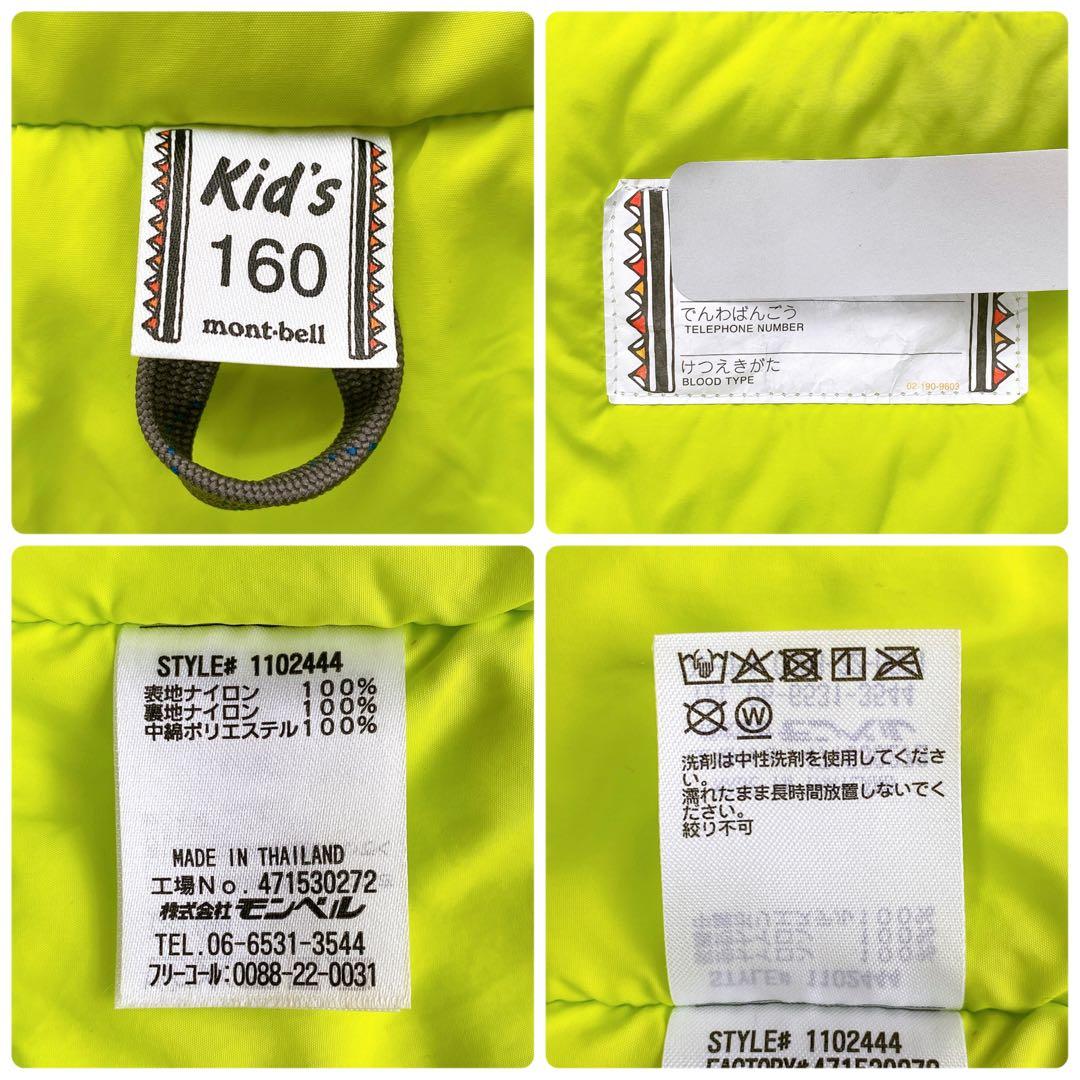 Kid's
160
mont-bell
でんわばんごう
TELEPHONE NUMBER
けつえきがた
BLOOD TYPE
02-190-9603
STYLE# 1102444
表地ナイロン 100%
裏地ナイロン 100%
中綿ポリエステル100%
MADE IN THAILAND
工場No. 471530272
株式会社モンベル
TEL.06-6531-3544
フリーコール:0088-22-0031
W
洗剤は中性洗剤を使用してくださ
い。
濡れたまま長時間放置しないでく
ださい。
絞り不可
STYLE# 1102444
FACTORY# 471530272